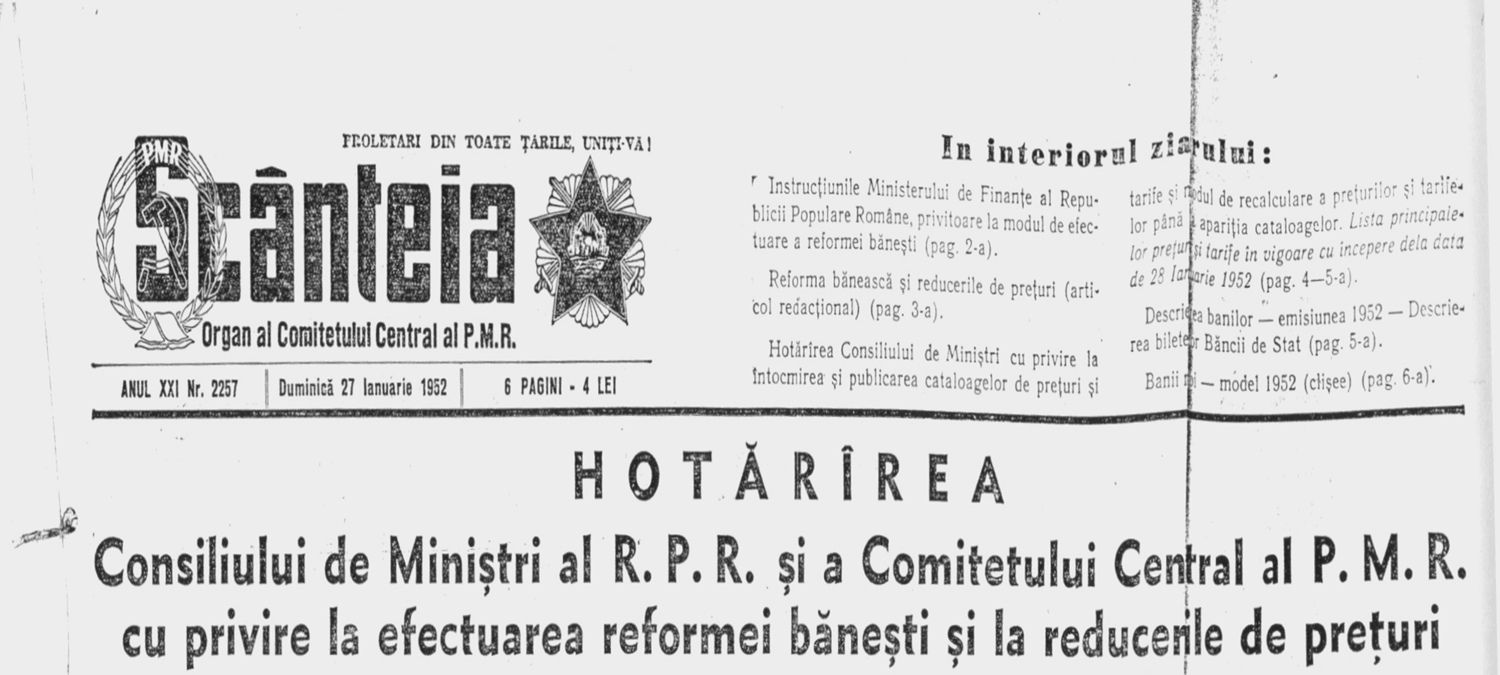 PROLETARI DIN TOATE ȚĂRILE, UNIȚI-VĂ!
PMR
Scânteia
Organ al Comitetului Central al P.M.R.
ANUL XXI Nr. 2257
Duminică 27 Ianuarie 1952
6 PAGINI - 4 LEI
In interiorul ziarului:
Instrucțiunile Ministerului de Finanțe al Repu-
blicii Populare Române, privitoare la modul de efec-
tuare a reformei bănești (pag. 2-a).
Reforma bănească și reducerile de prețuri (arti-
col redacțional) (pag. 3-a).
Hotărîrea Consiliului de Miniștri cu privire la
întocmirea și publicarea cataloagelor de prețuri și
tarife și modul de recalculare a prețurilor și tarife-
lor până apariția cataloagelor. Lista principale-
lor prețuri și tarife in vigoare cu incepere dela data
de 28 Ianuarie 1952 (pag. 4—5-a).
Descrierea banilor — emisiunea 1952 — Descrie-
rea biletelor Băncii de Stat (pag. 5-a).
Banii noi — model 1952 (clișee) (pag. 6-a).
HOTĂRÎREA
Consiliului de Miniștri al R. P. R. și a Comitetului Central al P. M. R.
cu privire la efectuarea reformei bănești și la reducerile de prețuri